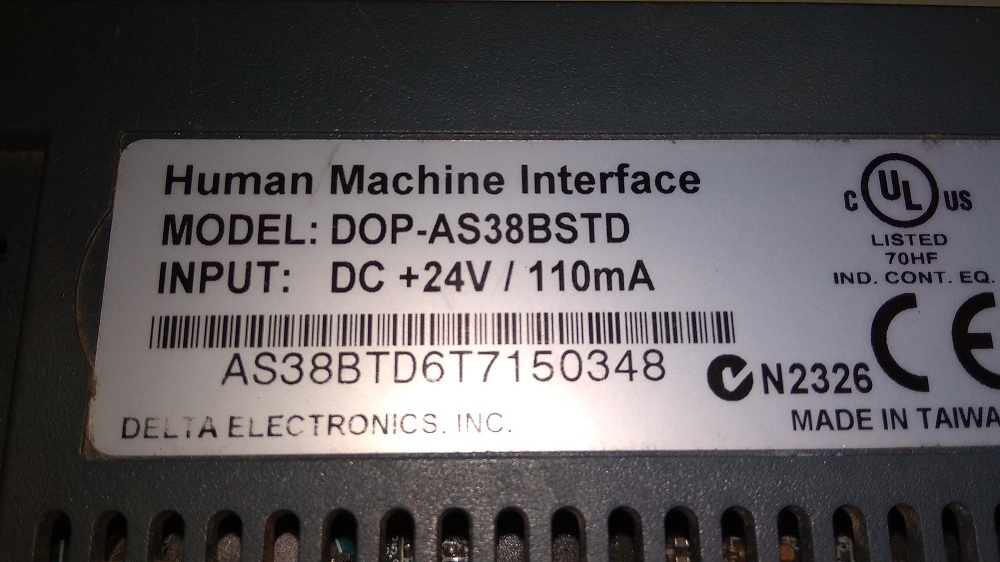 Human Machine Interface
MODEL: DOP-AS38BSTD
INPUT: DC +24V / 110mA
AS38BTD6T7150348
DELTA ELECTRONICS, INC.
C UL US
LISTED
70HF
IND. CONT. EQ.
CE
N2326
MADE IN TAIWA